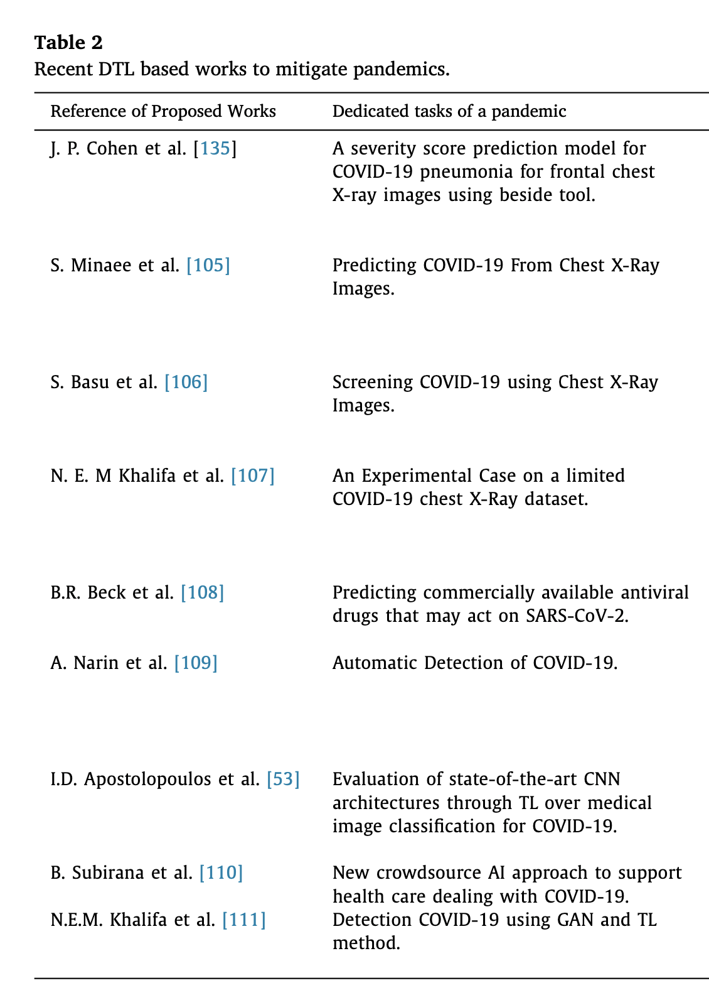 Table 2
Recent DTL based works to mitigate pandemics.
Reference of Proposed Works Dedicated tasks of a pandemic
J. P. Cohen et al. [135] A severity score prediction model for
COVID-19 pneumonia for frontal chest
X-ray images using beside tool.
S. Minaee et al. [105] Predicting COVID-19 From Chest X-Ray
Images.
S. Basu et al. [106] Screening COVID-19 using Chest X-Ray
Images.
N. E. M Khalifa et al. [107] An Experimental Case on a limited
COVID-19 chest X-Ray dataset.
B.R. Beck et al. [108] Predicting commercially available antiviral
drugs that may act on SARS-CoV-2.
A. Narin et al. [109] Automatic Detection of COVID-19.
I.D. Apostolopoulos et al. [53] Evaluation of state-of-the-art CNN
architectures through TL over medical
image classification for COVID-19.
B. Subirana et al. [110] New crowdsource AI approach to support
health care dealing with COVID-19.
N.E.M. Khalifa et al. [111] Detection COVID-19 using GAN and TL
method.